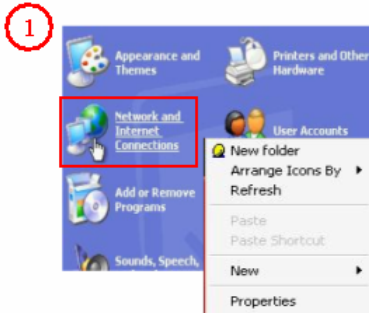 1
Appearance and
Themes
Printers and Other
Hardware
Network and
Internet
Connections
User Accounts
Add or Remove
Programs
Sounds, Speech,
New folder
Arrange Icons By
Refresh
Paste
Paste Shortcut
New
Properties